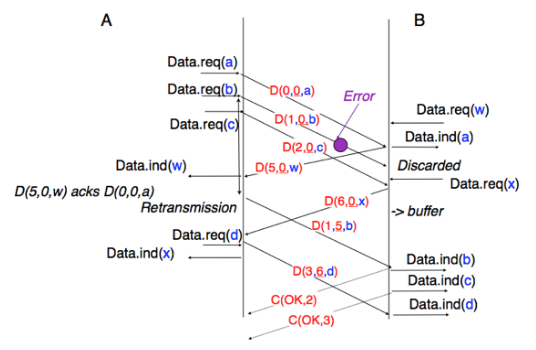 A
B
Data.req(a)
Data.req(b)
D(0,0,a)
Error
Data.req(w)
Data.req(c)
D(1,0,b)
Data.ind(a)
D(2,0,c)
Data.ind(w)
D(5,0,w)
Discarded
D(5,0,w) acks D(0,0,a)
Data.req(x)
Retransmission
D(6,0,x)
-> buffer
D(1,5,b)
Data.req(d)
Data.ind(x)
Data.ind(b)
D(3,6,d)
Data.ind(c)
C(OK,2)
Data.ind(d)
C(OK,3)